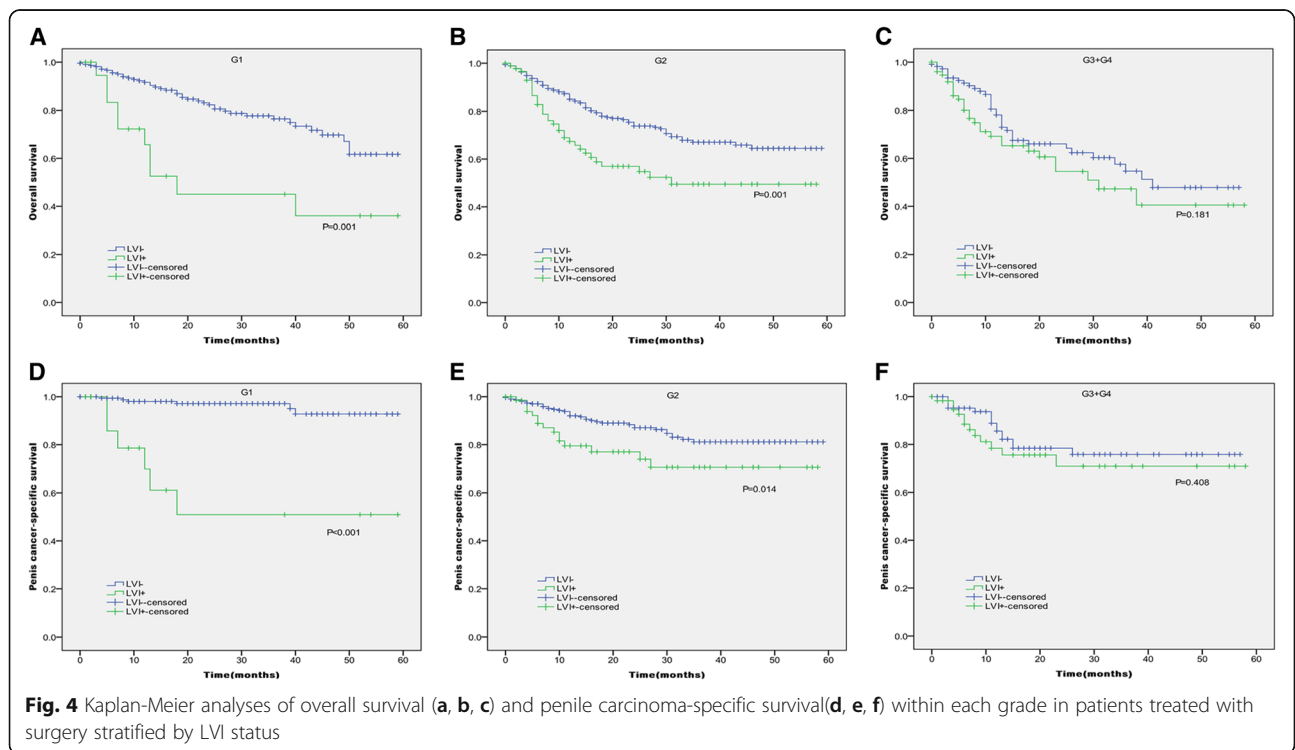 A
G1
1.0
0.8
0.6
0.4
0.2
0.0
Overall survival
P=0.001
LVI-
LVI+
LVI--censored
LVI+-censored
0 10 20 30 40 50 60
Time(months)
B
G2
1.0
0.8
0.6
0.4
0.2
0.0
Overall survival
P=0.001
LVI-
LVI+
LVI--censored
LVI+-censored
0 10 20 30 40 50 60
Time(months)
C
G3+G4
1.0
0.8
0.6
0.4
0.2
0.0
Overall survival
P=0.181
LVI-
LVI+
LVI--censored
LVI+-censored
0 10 20 30 40 50 60
Time(months)
D
G1
1.0
0.8
0.6
0.4
0.2
0.0
Penis cancer-specific survival
P<0.001
LVI-
LVI+
LVI--censored
LVI+-censored
0 10 20 30 40 50 60
Time(months)
E
G2
1.0
0.8
0.6
0.4
0.2
0.0
Penis cancer-specific survival
P=0.014
LVI-
LVI+
LVI--censored
LVI+-censored
0 10 20 30 40 50 60
Time(months)
F
G3+G4
1.0
0.8
0.6
0.4
0.2
0.0
Penis cancer-specific survival
P=0.408
LVI-
LVI+
LVI--censored
LVI+-censored
0 10 20 30 40 50 60
Time(months)
Fig. 4 Kaplan-Meier analyses of overall survival (a, b, c) and penile carcinoma-specific survival(d, e, f) within each grade in patients treated with
surgery stratified by LVI status